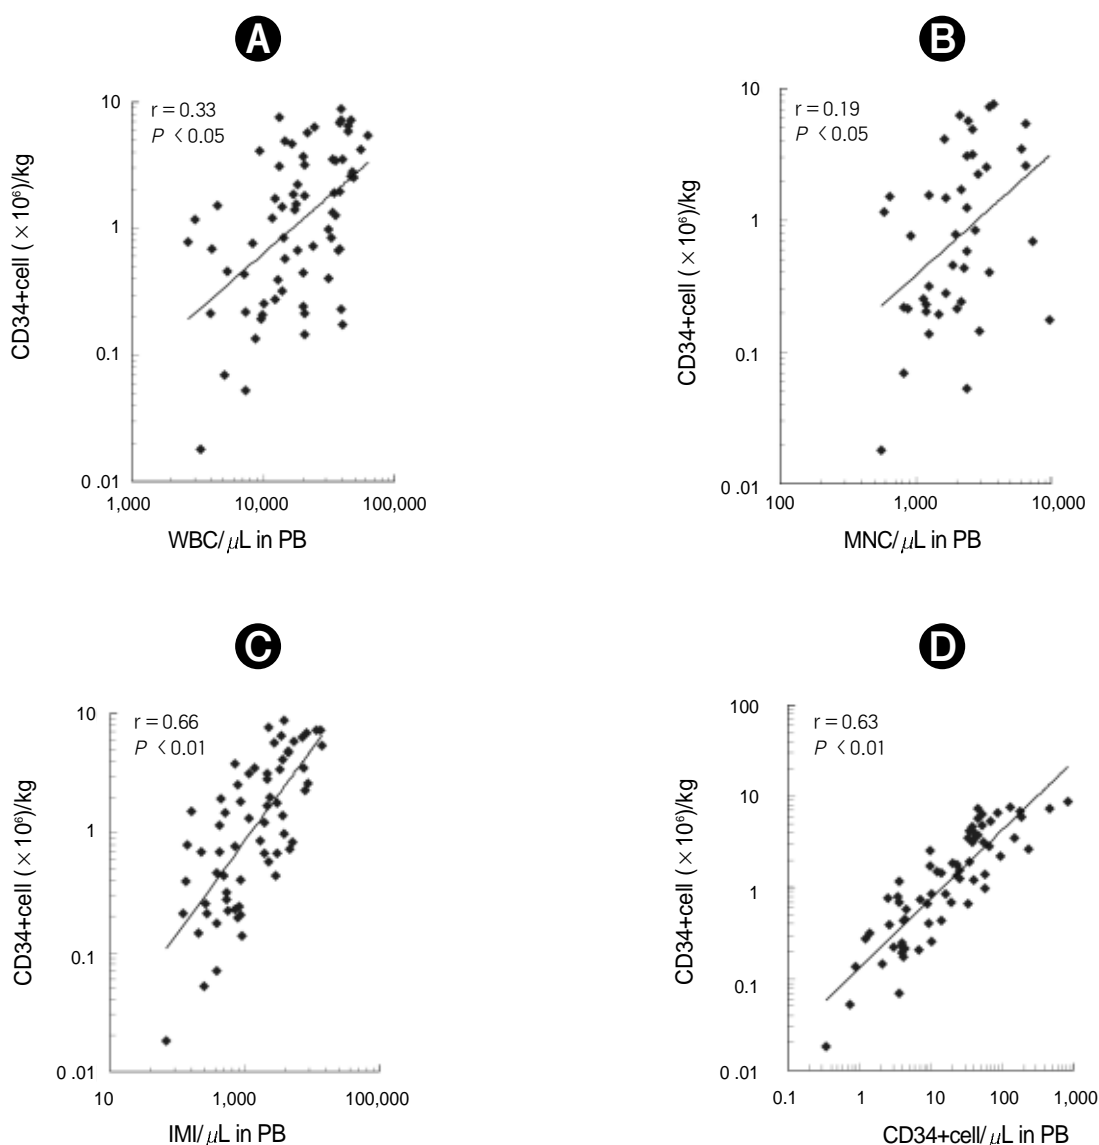 A
r = 0.33
P < 0.05
CD34+cell (×10⁶)/kg
10
1
0.1
0.01
1,000
10,000
100,000
WBC/μL in PB
B
r = 0.19
P < 0.05
CD34+cell (×10⁶)/kg
10
1
0.1
0.01
100
1,000
10,000
MNC/μL in PB
C
r = 0.66
P < 0.01
CD34+cell (×10⁶)/kg
10
1
0.1
0.01
10
1,000
100,000
IMI/μL in PB
D
r = 0.63
P < 0.01
CD34+cell (×10⁶)/kg
100
10
1
0.1
0.01
0.1
1
10
100
1,000
CD34+cell/μL in PB